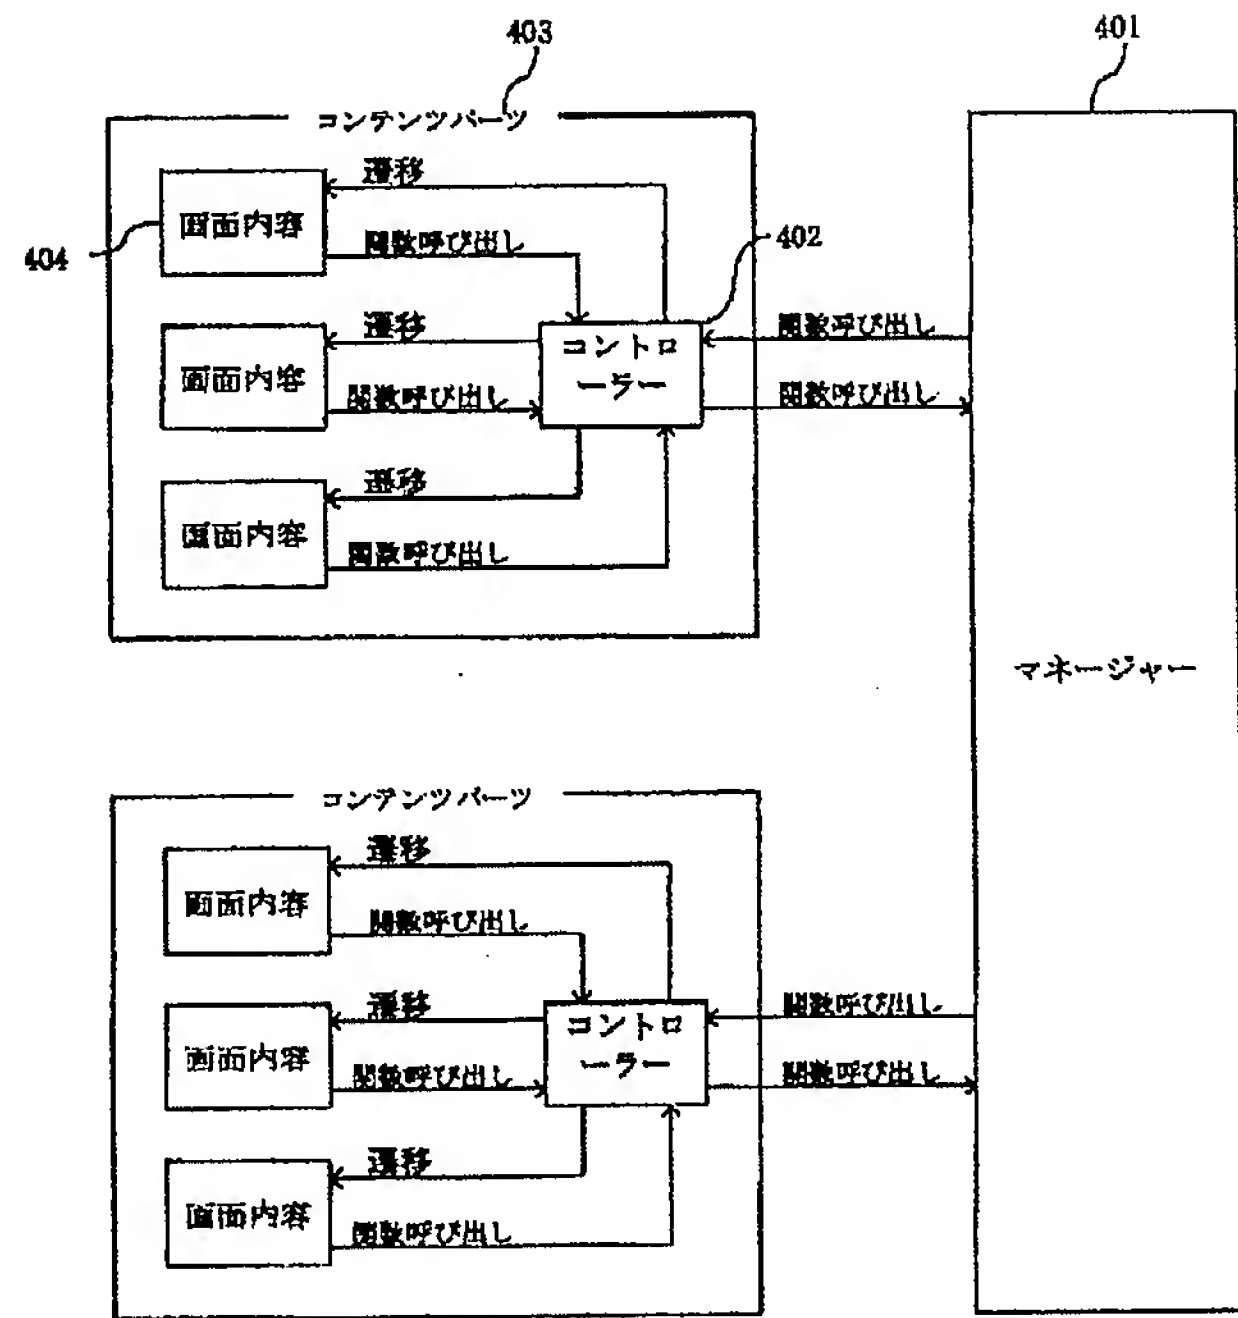 403
401
コンテンツパーツ
遷移
画面内容
関数呼び出し
404
402
遷移
コントロ
ーラー
画面内容
関数呼び出し
関数呼び出し
関数呼び出し
遷移
画面内容
関数呼び出し
マネージャー
コンテンツパーツ
遷移
画面内容
関数呼び出し
遷移
コントロ
ーラー
画面内容
関数呼び出し
関数呼び出し
関数呼び出し
遷移
画面内容
関数呼び出し